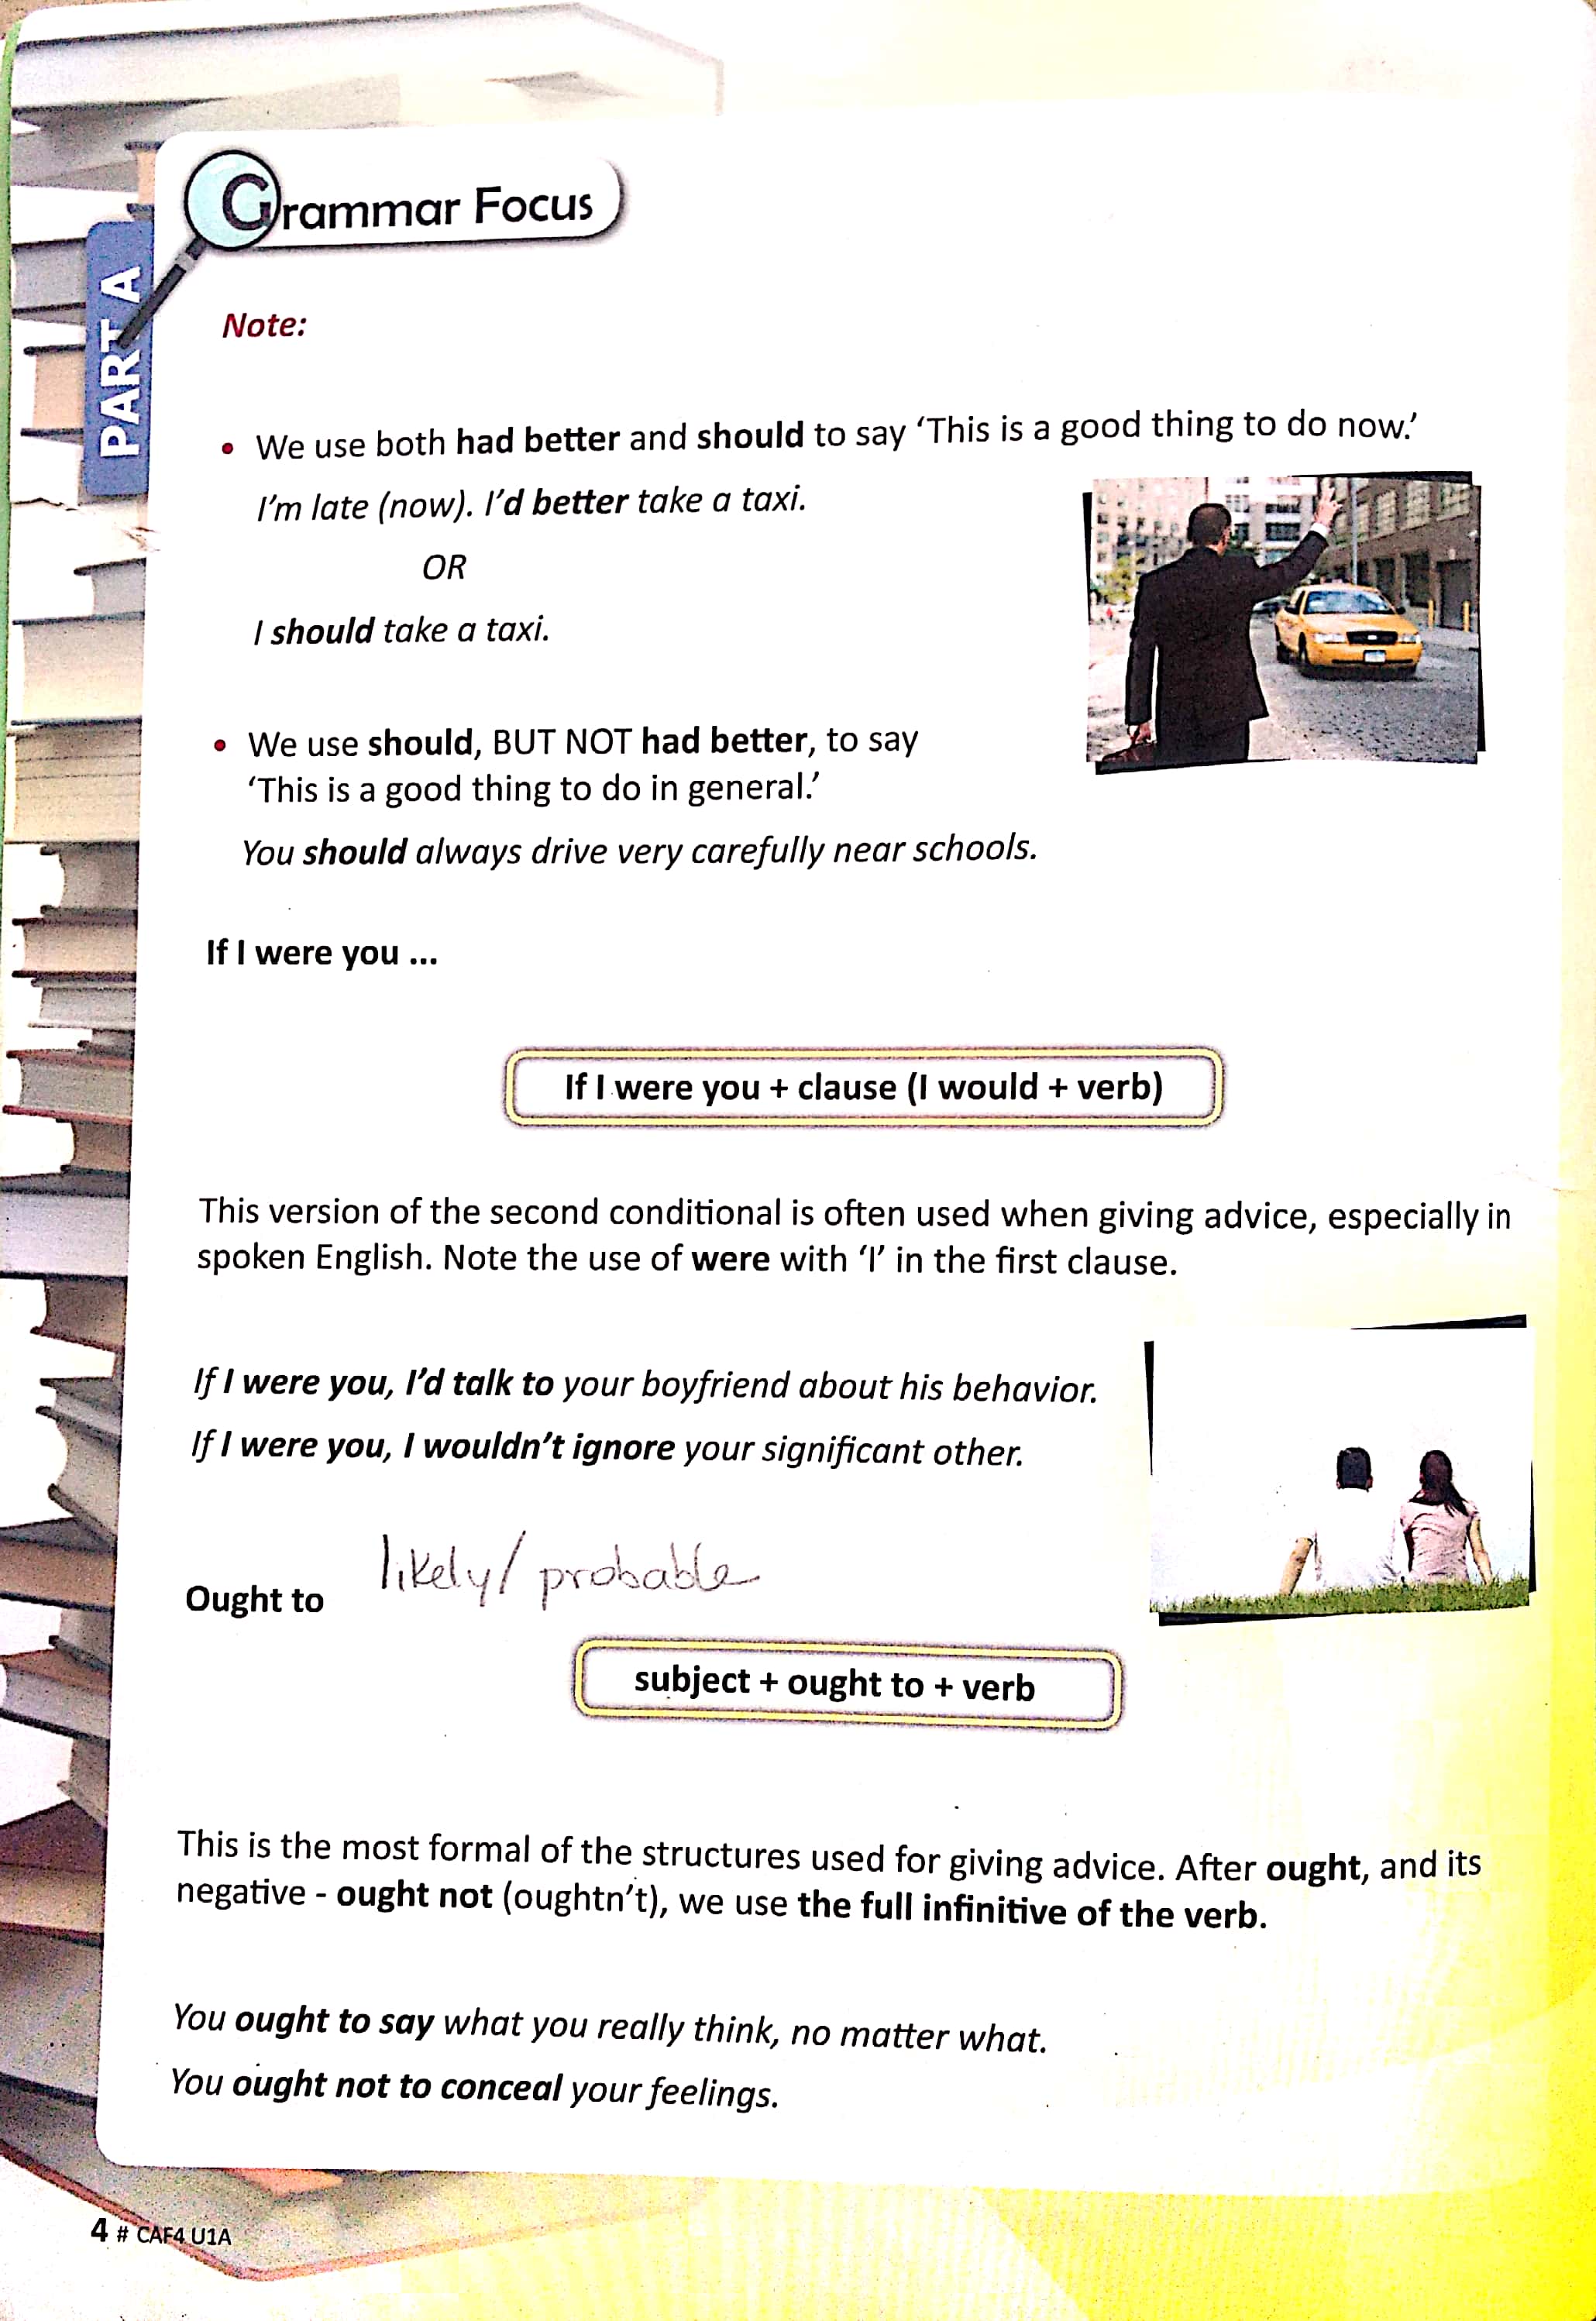 Grammar Focus
PART A
Note:
• We use both had better and should to say ‘This is a good thing to do now.’
I’m late (now). I’d better take a taxi.
OR
I should take a taxi.
• We use should, BUT NOT had better, to say
‘This is a good thing to do in general.’
You should always drive very carefully near schools.
If I were you ...
If I were you + clause (I would + verb)
This version of the second conditional is often used when giving advice, especially in
spoken English. Note the use of were with ‘I’ in the first clause.
If I were you, I’d talk to your boyfriend about his behavior.
If I were you, I wouldn’t ignore your significant other.
likely/ probable
Ought to
subject + ought to + verb
This is the most formal of the structures used for giving advice. After ought, and its
negative - ought not (oughtn’t), we use the full infinitive of the verb.
You ought to say what you really think, no matter what.
You ought not to conceal your feelings.
4 # CAF4 U1A